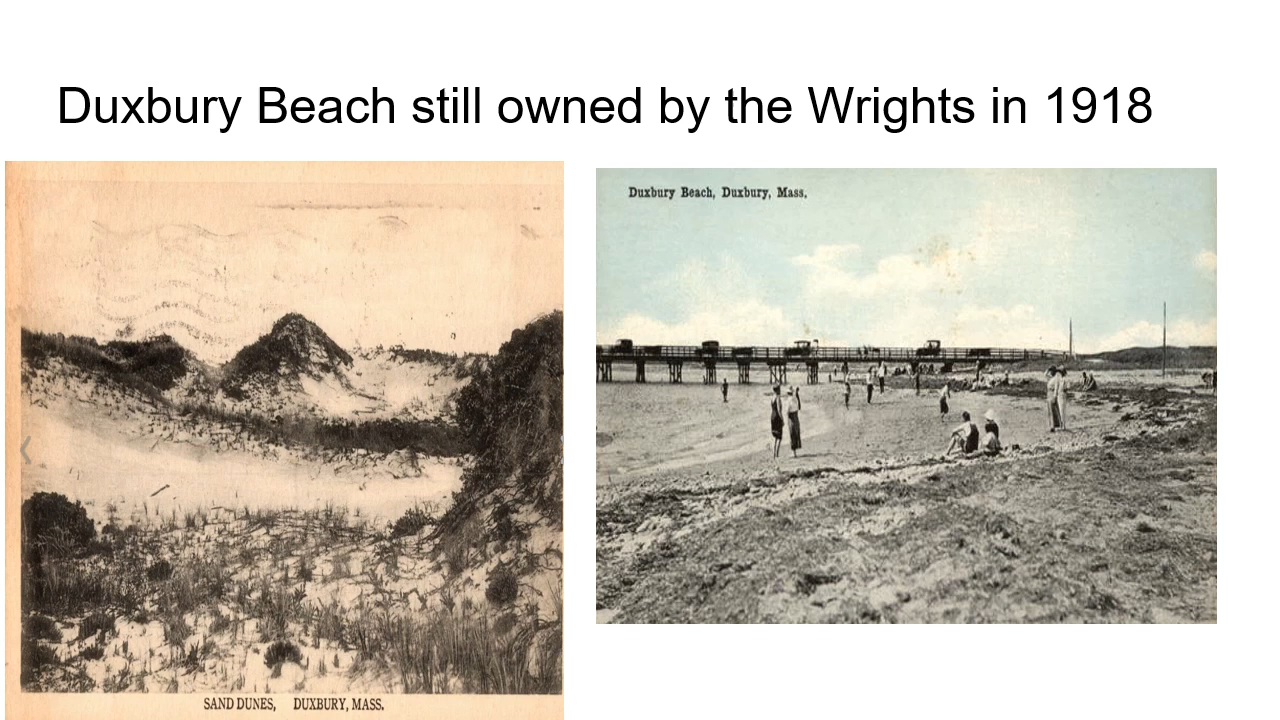 Duxbury Beach still owned by the Wrights in 1918
Duxbury Beach, Duxbury, Mass.
SAND DUNES, DUXBURY, MASS.